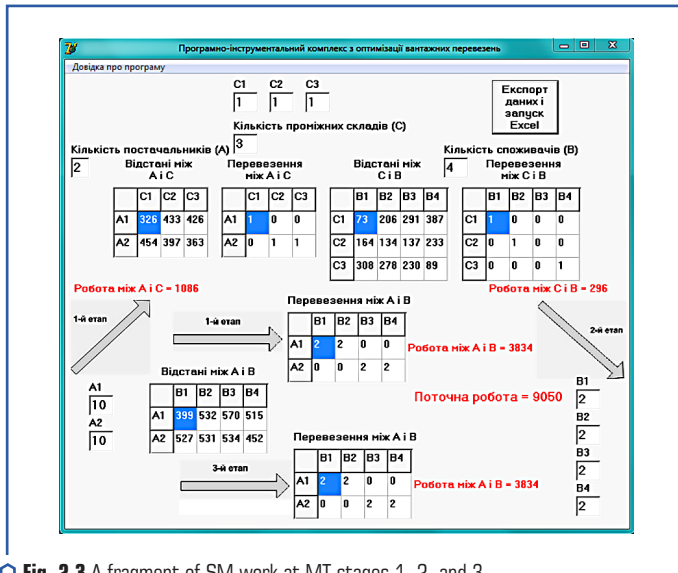 Програмно-інструментальний комплекс з оптимізації вантажних перевезень
Довідка про програму
C1 C2 C3
1 1 1
Експорт
даних і
запуск
Excel
Кількість проміжних складів (C)
3
Кількість постачальників (A)
2
Кількість споживачів (B)
4
Відстані між
A і C
C1 C2 C3
A1 326 433 426
A2 454 397 363
Перевезення
між A і C
C1 C2 C3
A1 1 0 0
A2 0 1 1
Відстані між
C і B
B1 B2 B3 B4
C1 73 206 291 387
C2 164 134 137 233
C3 308 278 230 89
Перевезення
між C і B
B1 B2 B3 B4
C1 1 0 0 0
C2 0 1 0 0
C3 0 0 0 1
Робота між A і C = 1086
Робота між C і B = 296
1-й етап
1-й етап
2-й етап
Перевезення між A і B
B1 B2 B3 B4
A1 2 2 0 0
A2 0 0 2 2
Робота між A і B = 3834
Відстані між A і B
B1 B2 B3 B4
A1 399 532 570 515
A2 527 531 534 452
A1
10
A2
10
Поточна робота = 9050
B1
2
B2
2
B3
2
B4
2
3-й етап
Перевезення між A і B
B1 B2 B3 B4
A1 2 2 0 0
A2 0 0 2 2
Робота між A і B = 3834
Fig. 3.3 A fragment of SM work at MT stages 1, 2, and 3